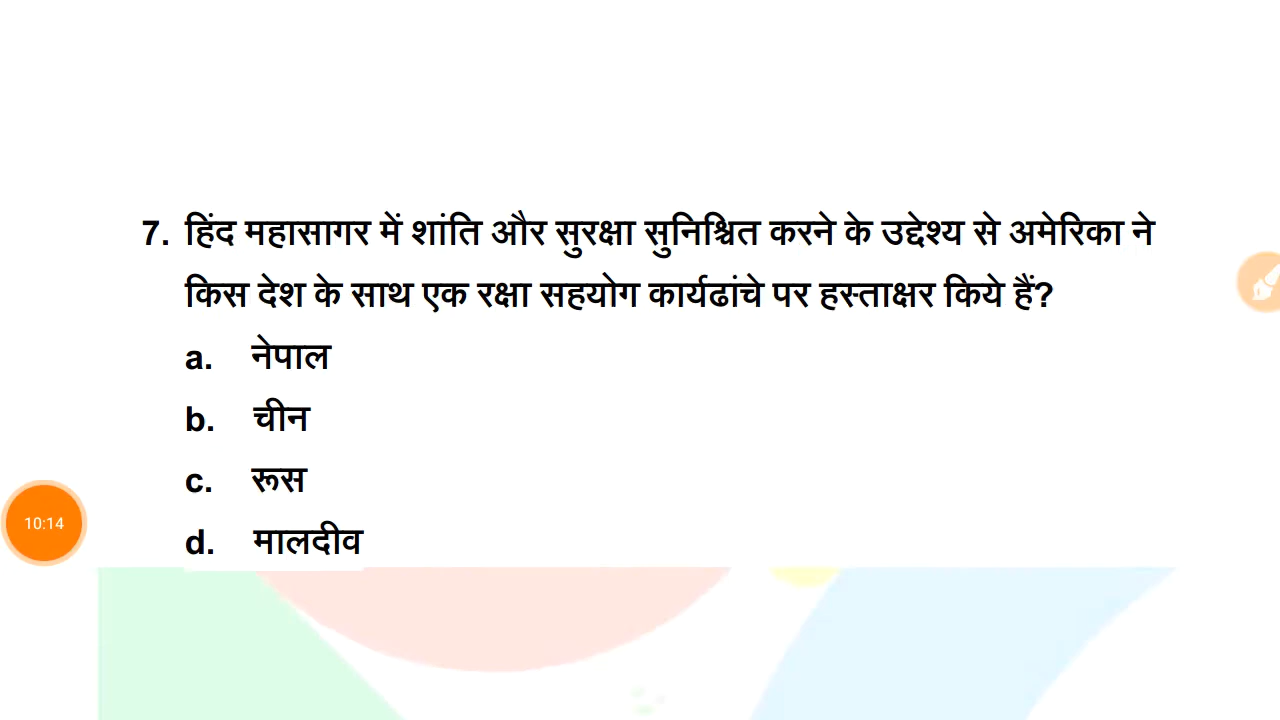 7. हिंद महासागर में शांति और सुरक्षा सुनिश्चित करने के उद्देश्य से अमेरिका ने
किस देश के साथ एक रक्षा सहयोग कार्यढांचे पर हस्ताक्षर किये हैं?
a. नेपाल
b. चीन
c. रूस
10:14
d. मालदीव